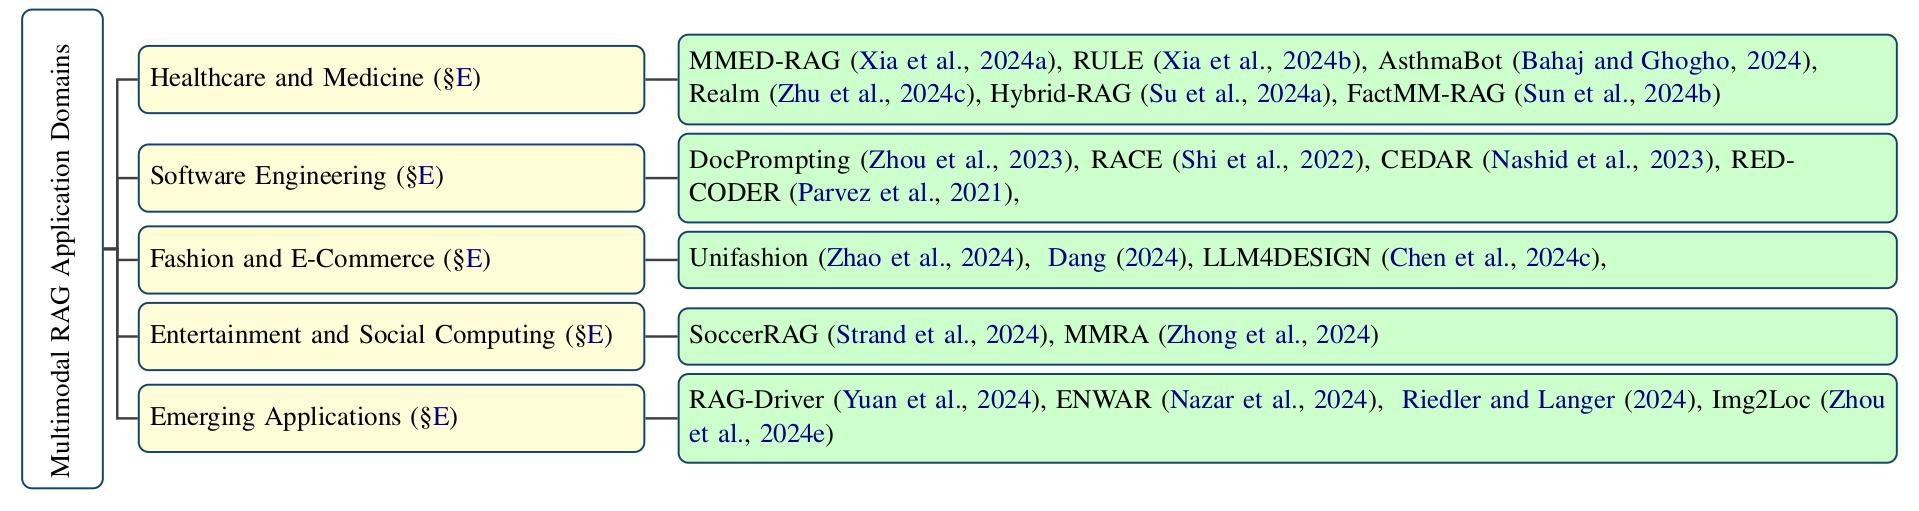 Multimodal RAG Application Domains
Healthcare and Medicine (§E)
MMED-RAG (Xia et al., 2024a), RULE (Xia et al., 2024b), AsthmaBot (Bahaj and Ghogho, 2024),
Realm (Zhu et al., 2024c), Hybrid-RAG (Su et al., 2024a), FactMM-RAG (Sun et al., 2024b)
Software Engineering (§E)
DocPrompting (Zhou et al., 2023), RACE (Shi et al., 2022), CEDAR (Nashid et al., 2023), RED-
CODER (Parvez et al., 2021),
Fashion and E-Commerce (§E)
Unifashion (Zhao et al., 2024), Dang (2024), LLM4DESIGN (Chen et al., 2024c),
Entertainment and Social Computing (§E)
SoccerRAG (Strand et al., 2024), MMRA (Zhong et al., 2024)
Emerging Applications (§E)
RAG-Driver (Yuan et al., 2024), ENWAR (Nazar et al., 2024), Riedler and Langer (2024), Img2Loc (Zhou
et al., 2024e)